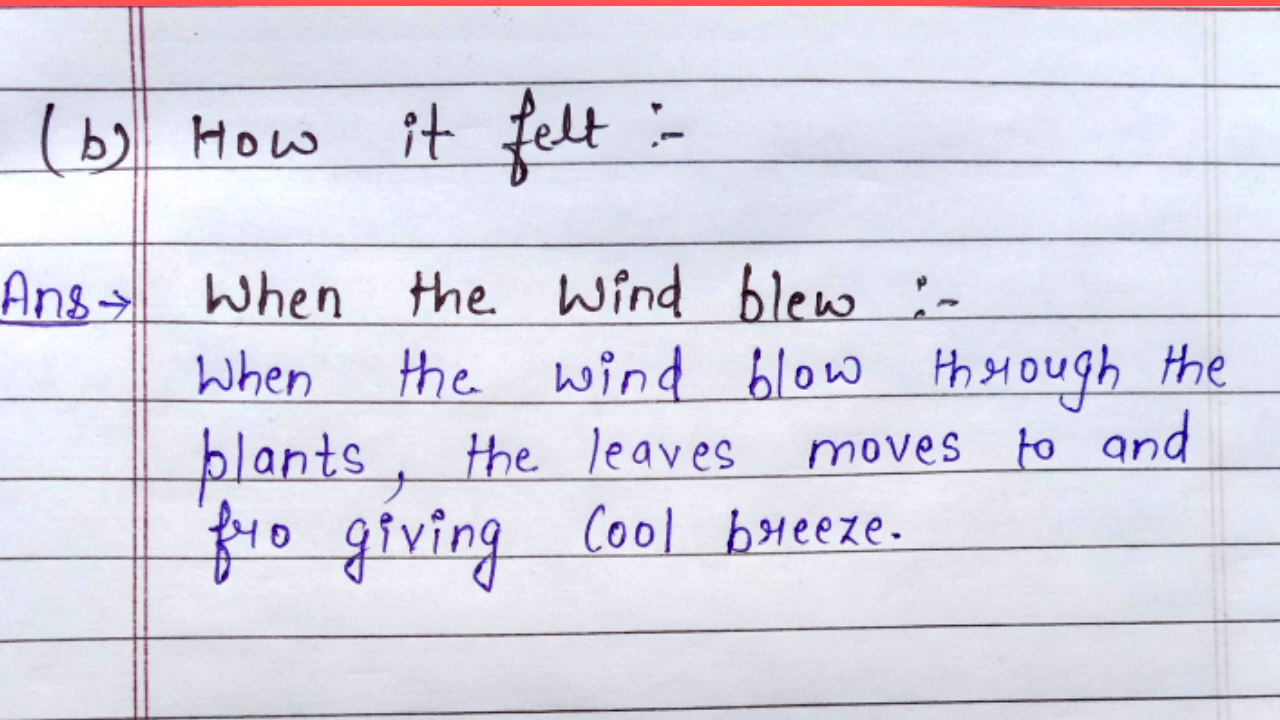 (b) How it felt :-
Ans→ When the Wind blew :-
When the wind blow through the
plants, the leaves moves to and
fro giving Cool breeze.